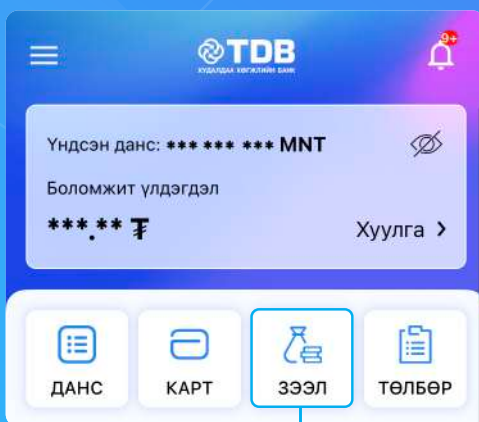 9+
TDB
ХУДАЛДАА ХӨГЖЛИЙН БАНК
Үндсэн данс: *** *** *** MNT
Боломжит үлдэгдэл
***.** ₮
Хуулга >
ДАНС
КАРТ
ЗЭЭЛ
ТӨЛБӨР